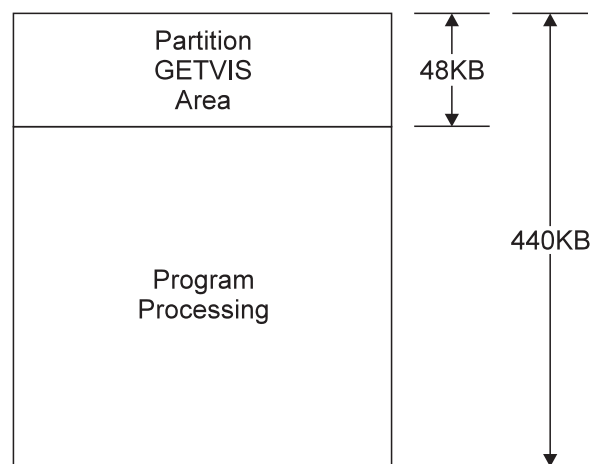 Partition
GETVIS
Area
48KB
440KB
Program
Processing